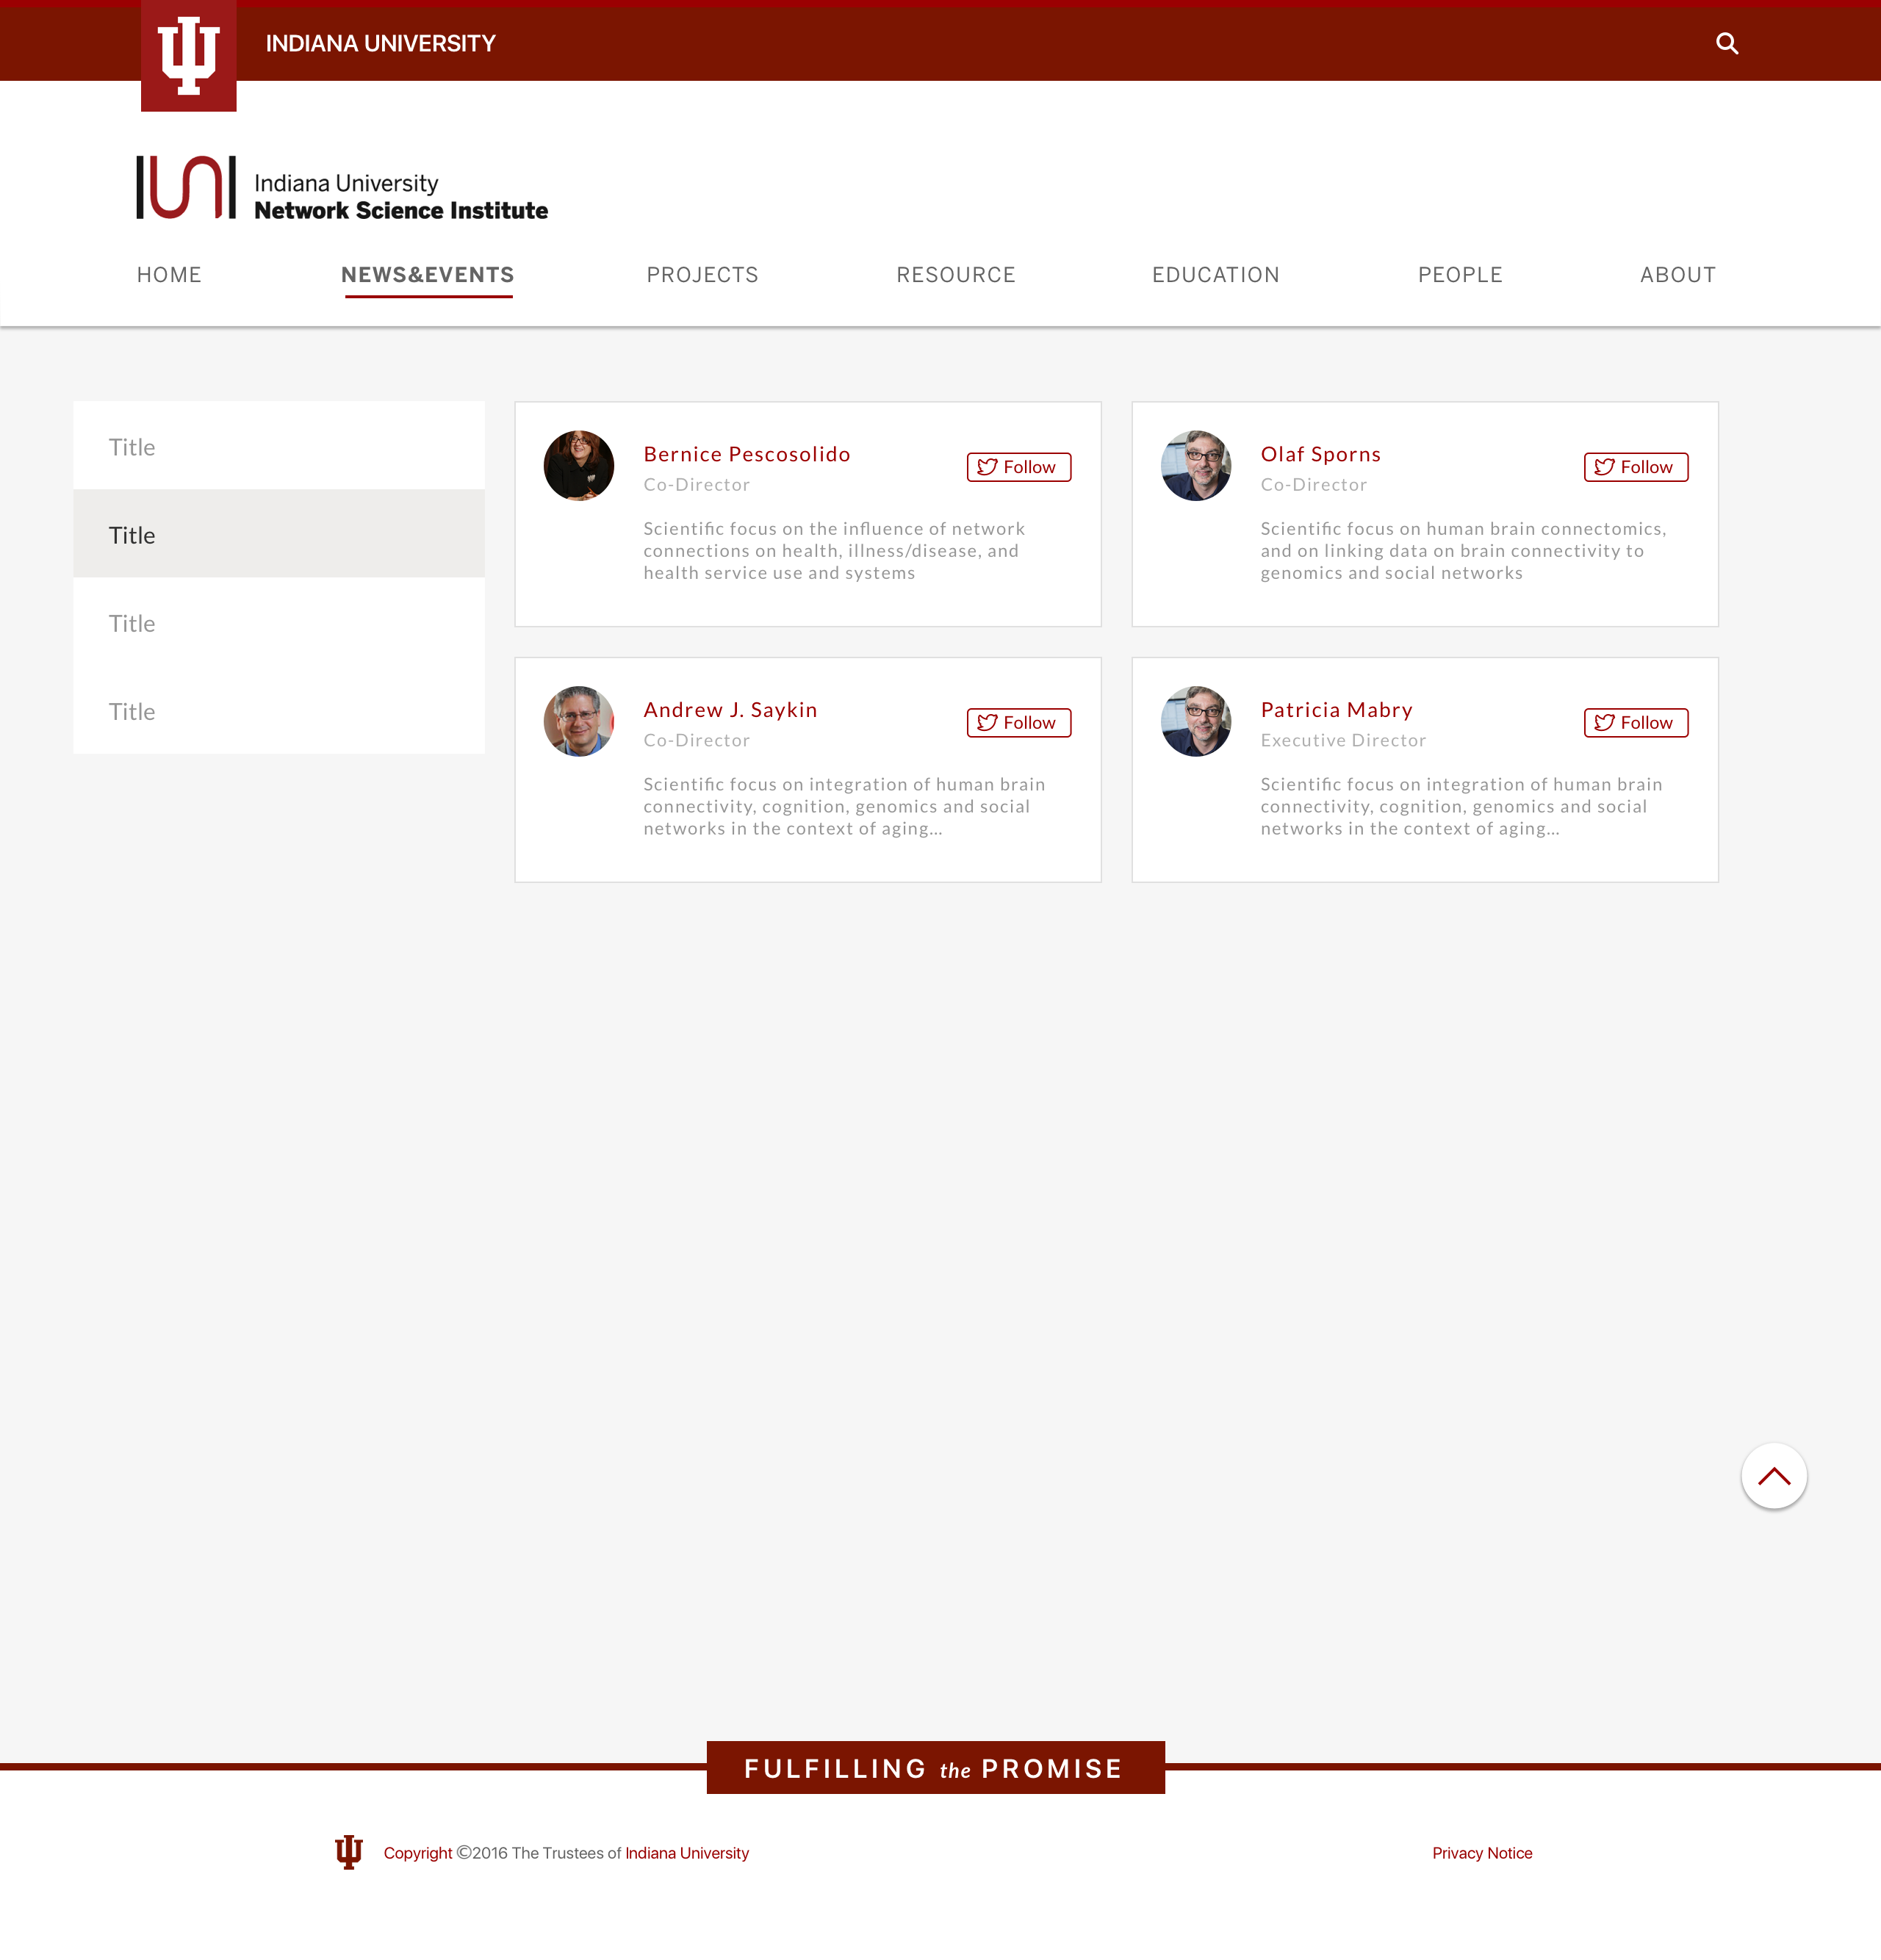 INDIANA UNIVERSITY
Indiana University
Network Science Institute
HOME
NEWS&EVENTS
PROJECTS
RESOURCE
EDUCATION
PEOPLE
ABOUT
Title
Title
Title
Title
Bernice Pescosolido
Co-Director
Follow
Scientific focus on the influence of network
connections on health, illness/disease, and
health service use and systems
Olaf Sporns
Co-Director
Follow
Scientific focus on human brain connectomics,
and on linking data on brain connectivity to
genomics and social networks
Andrew J. Saykin
Co-Director
Follow
Scientific focus on integration of human brain
connectivity, cognition, genomics and social
networks in the context of aging...
Patricia Mabry
Executive Director
Follow
Scientific focus on integration of human brain
connectivity, cognition, genomics and social
networks in the context of aging...
FULFILLING the PROMISE
Copyright ©2016 The Trustees of Indiana University
Privacy Notice